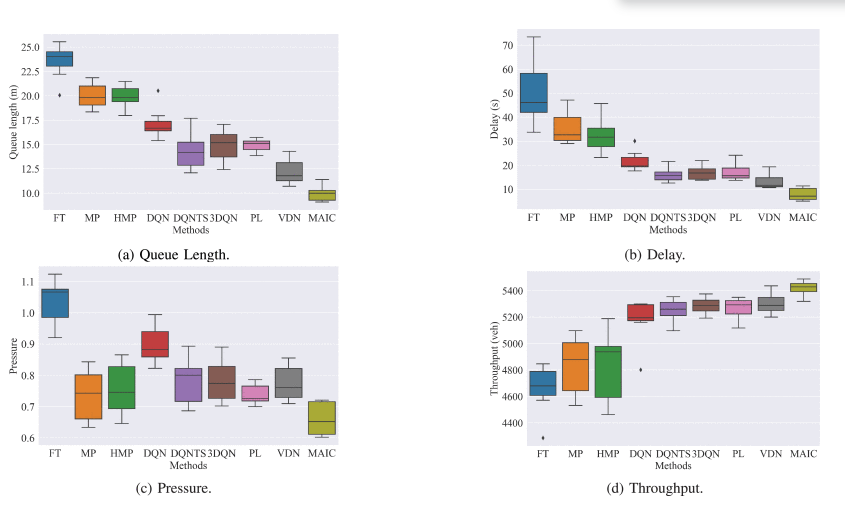 25.0
22.5
20.0
17.5
15.0
12.5
10.0
Queue length (m)
FT MP HMP DQN DQNTS 3DQN PL VDN MAIC
Methods
(a) Queue Length.
70
60
50
40
30
20
10
Delay (s)
FT MP HMP DQN DQNTS 3DQN PL VDN MAIC
Methods
(b) Delay.
1.1
1.0
0.9
0.8
0.7
0.6
Pressure
FT MP HMP DQN DQNTS 3DQN PL VDN MAIC
Methods
(c) Pressure.
5400
5200
5000
4800
4600
4400
Throughput (veh)
FT MP HMP DQN DQNTS 3DQN PL VDN MAIC
Methods
(d) Throughput.